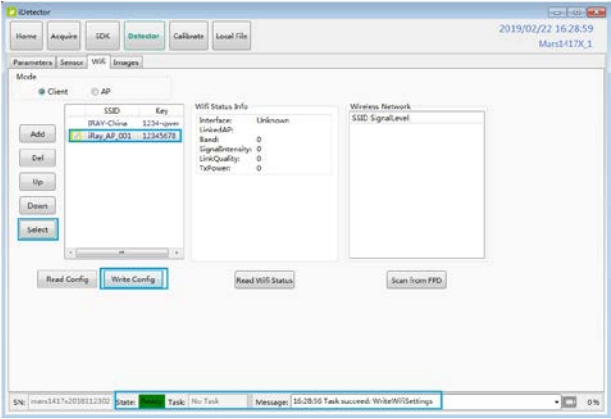 iDetector
2019/02/22 16:28:59
Mars1417X_1
Home Acquire SDK Detector Calibrate Local File
Parameters Sensor Wifi Images
Mode
Client AP
SSID Key
IRAY-China 1234-qwer
iRay_AP_001 12345678
Add
Del
Up
Down
Select
Wifi Status Info
Interface: Unknown
LinkedAP:
Band: 0
SignalIntensity: 0
LinkQuality: 0
TxPower: 0
Wireless Network
SSID SignalLevel
Read Config Write Config Read Wifi Status Scan from FPD
SN: mars1417x2018112302 State: Ready Task: No Task Message: 16:28:56 Task succeed: WriteWifiSettings 0%